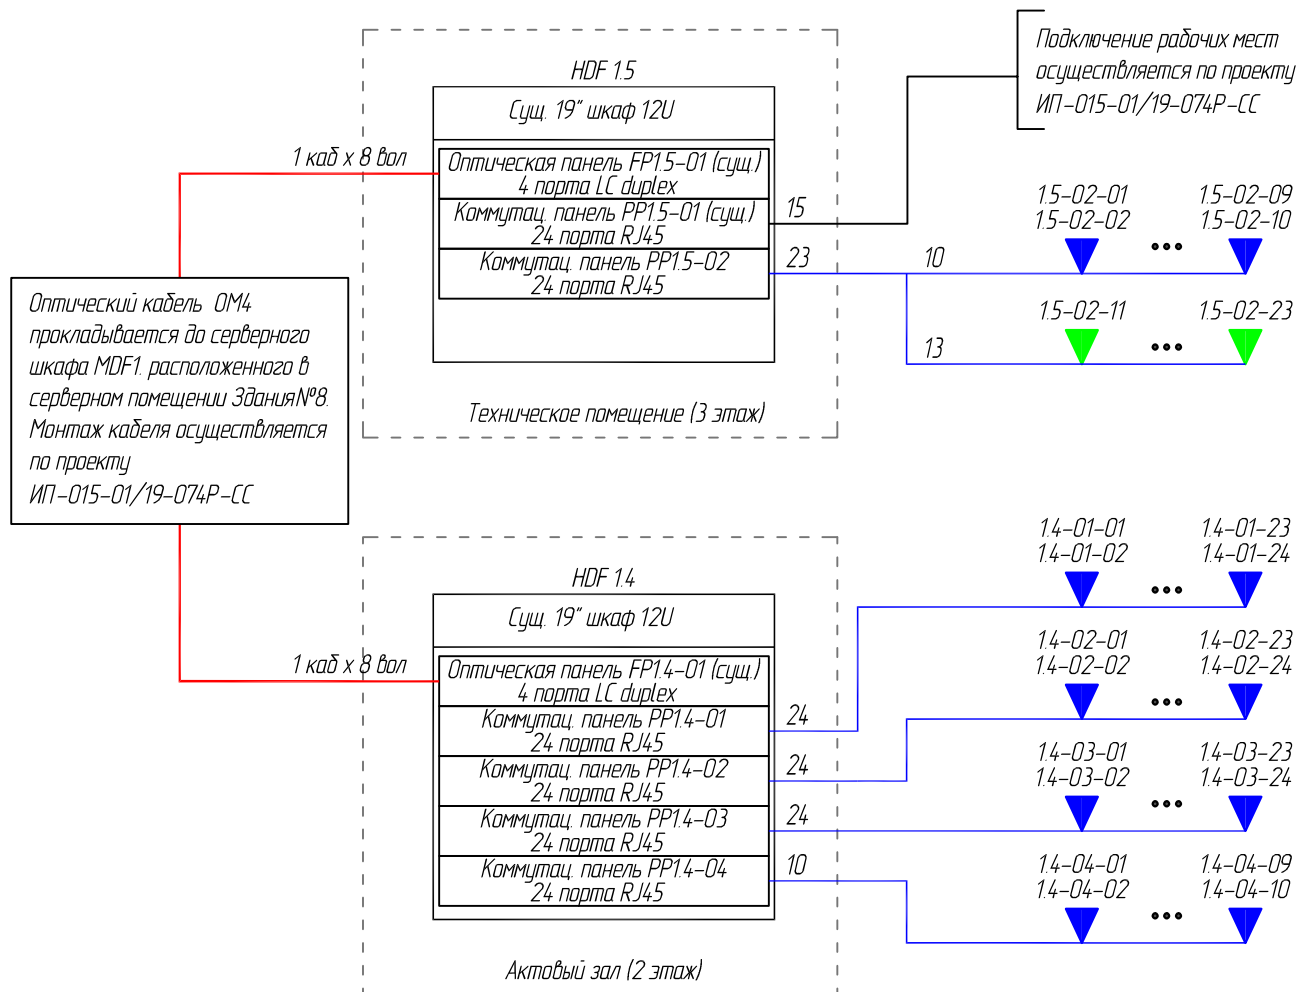 Подключение рабочих мест
осуществляется по проекту
ИП-015-01/19-074Р-СС
HDF 1.5
Сущ. 19" шкаф 12U
1 каб х 8 вол
Оптическая панель FP1.5-01 (сущ.)
4 порта LC duplex
Коммутац. панель PP1.5-01 (сущ.)
24 порта RJ45
Коммутац. панель PP1.5-02
24 порта RJ45
15
23
10
13
1.5-02-01
1.5-02-02
1.5-02-09
1.5-02-10
1.5-02-11
1.5-02-23
Техническое помещение (3 этаж)
Оптический кабель ОМ4
прокладывается до серверного
шкафа MDF1. расположенного в
серверном помещении Здания№8.
Монтаж кабеля осуществляется
по проекту
ИП-015-01/19-074Р-СС
HDF 1.4
Сущ. 19" шкаф 12U
1 каб х 8 вол
Оптическая панель FP1.4-01 (сущ.)
4 порта LC duplex
Коммутац. панель PP1.4-01
24 порта RJ45
Коммутац. панель PP1.4-02
24 порта RJ45
Коммутац. панель PP1.4-03
24 порта RJ45
Коммутац. панель PP1.4-04
24 порта RJ45
24
24
24
10
1.4-01-01
1.4-01-02
1.4-01-23
1.4-01-24
1.4-02-01
1.4-02-02
1.4-02-23
1.4-02-24
1.4-03-01
1.4-03-02
1.4-03-23
1.4-03-24
1.4-04-01
1.4-04-02
1.4-04-09
1.4-04-10
Актовый зал (2 этаж)